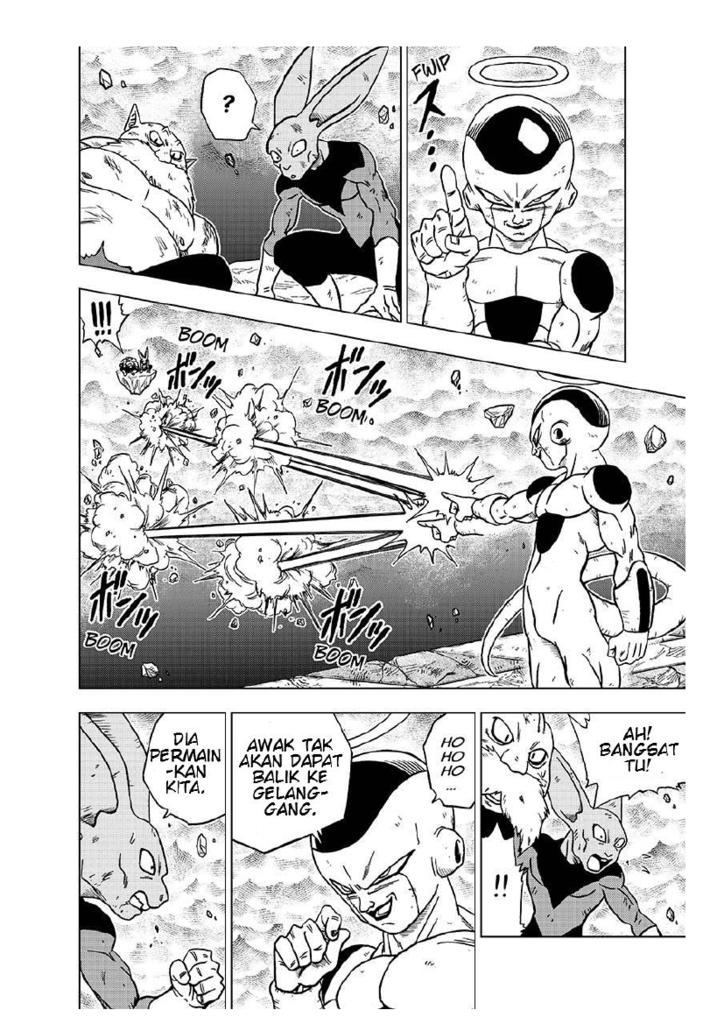 FWIP
ス…
?
!!!
BOOM
ボンッ
ボンッ
BOOM
ボンッ
BOOM
ボンッ
BOOM
AH!
BANGSAT
TU!
!!
HO
HO
HO
...
AWAK TAK
AKAN DAPAT
BALIK KE
GELANG-
GANG.
DIA
PERMAIN
-KAN
KITA.